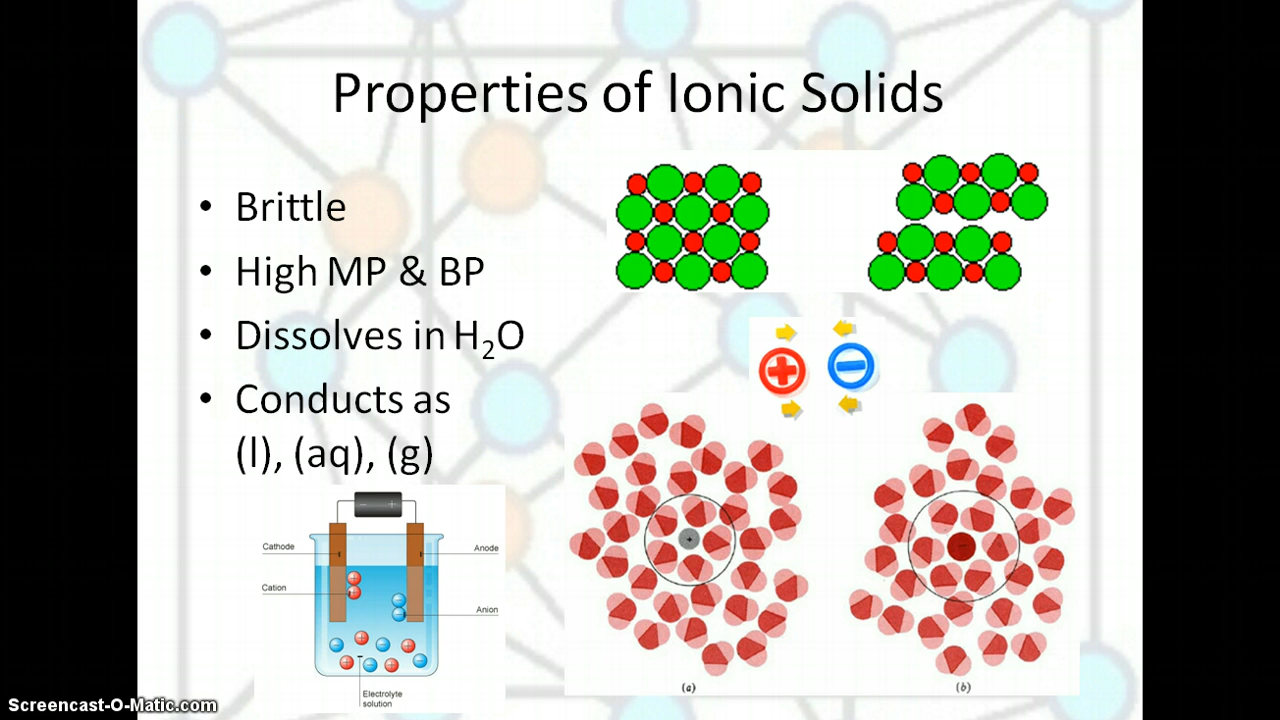 Properties of Ionic Solids
• Brittle
• High MP & BP
• Dissolves in H₂O
• Conducts as
(l), (aq), (g)
Cathode
Anode
Cation
Anion
Electrolyte
solution
(a)
(b)
Screencast-O-Matic.com